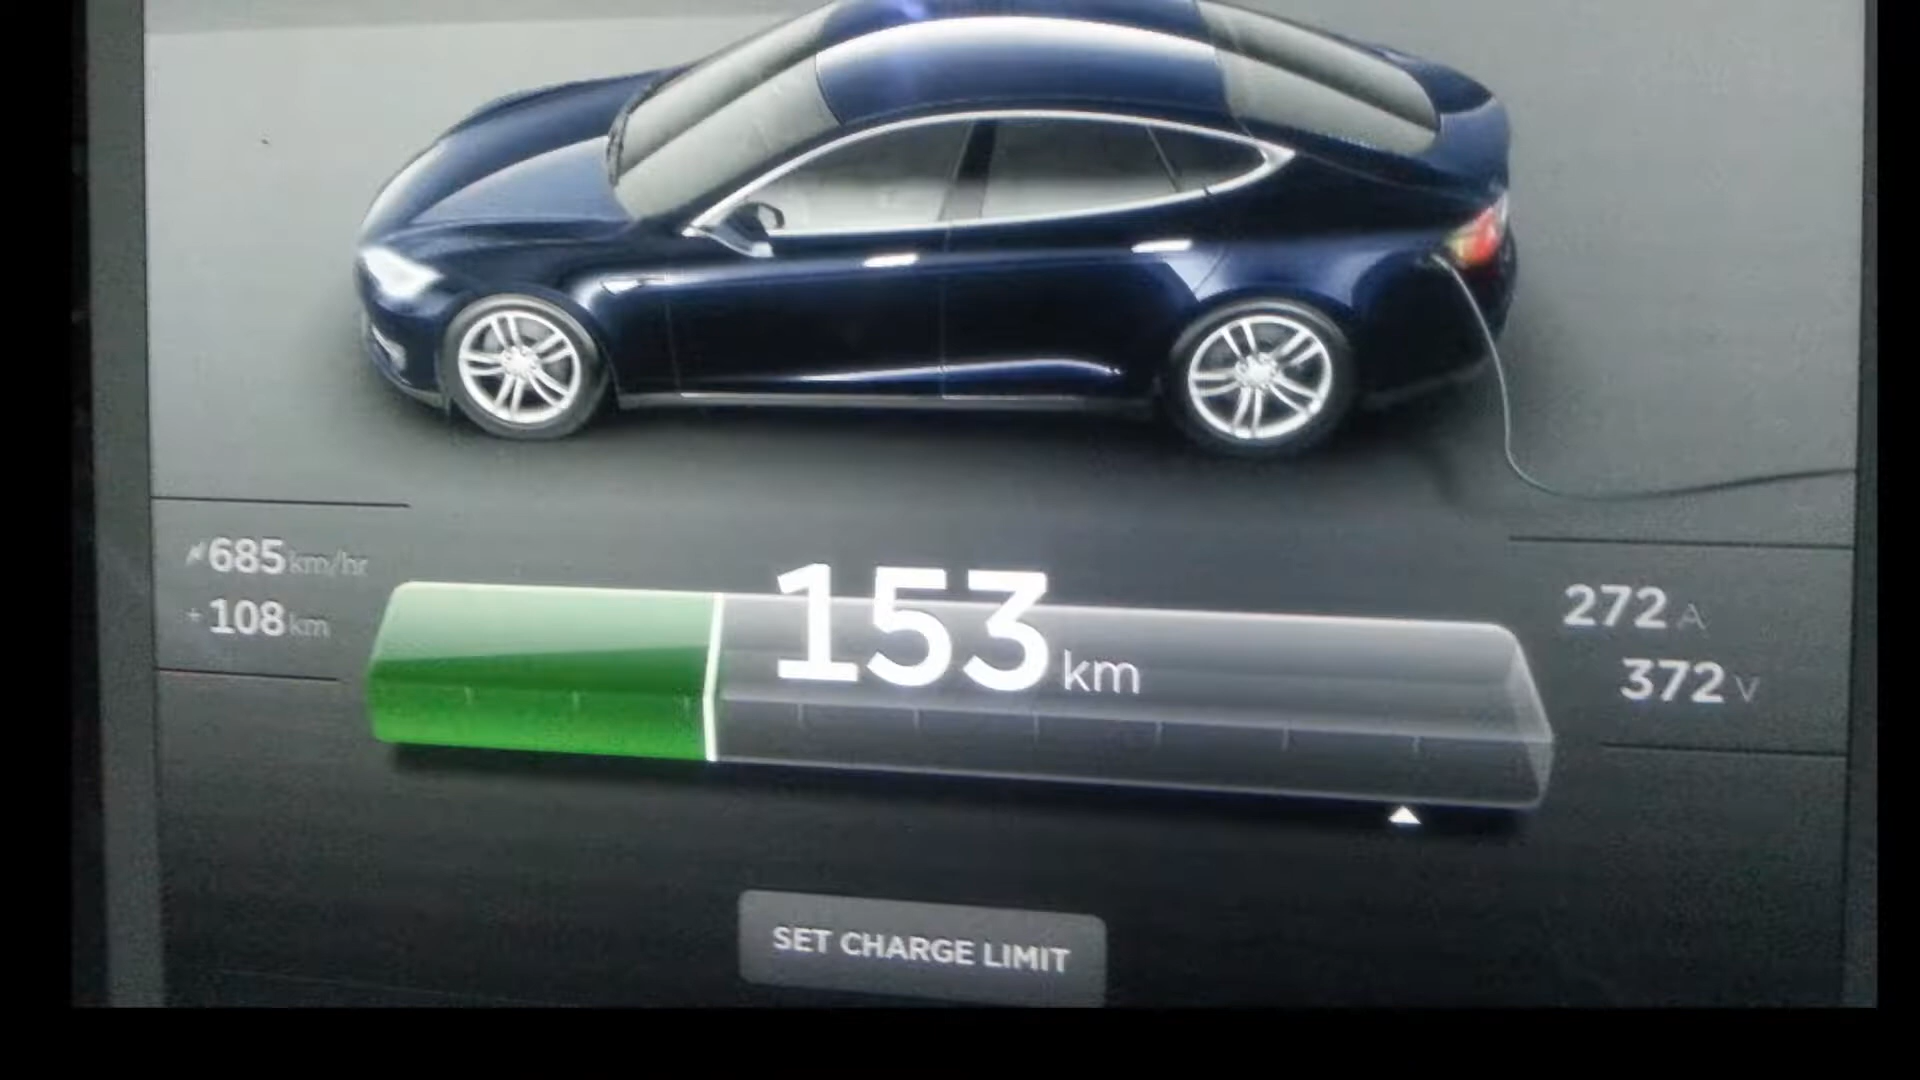 685 km/hr
+ 108 km
153 km
272 A
372 V
SET CHARGE LIMIT